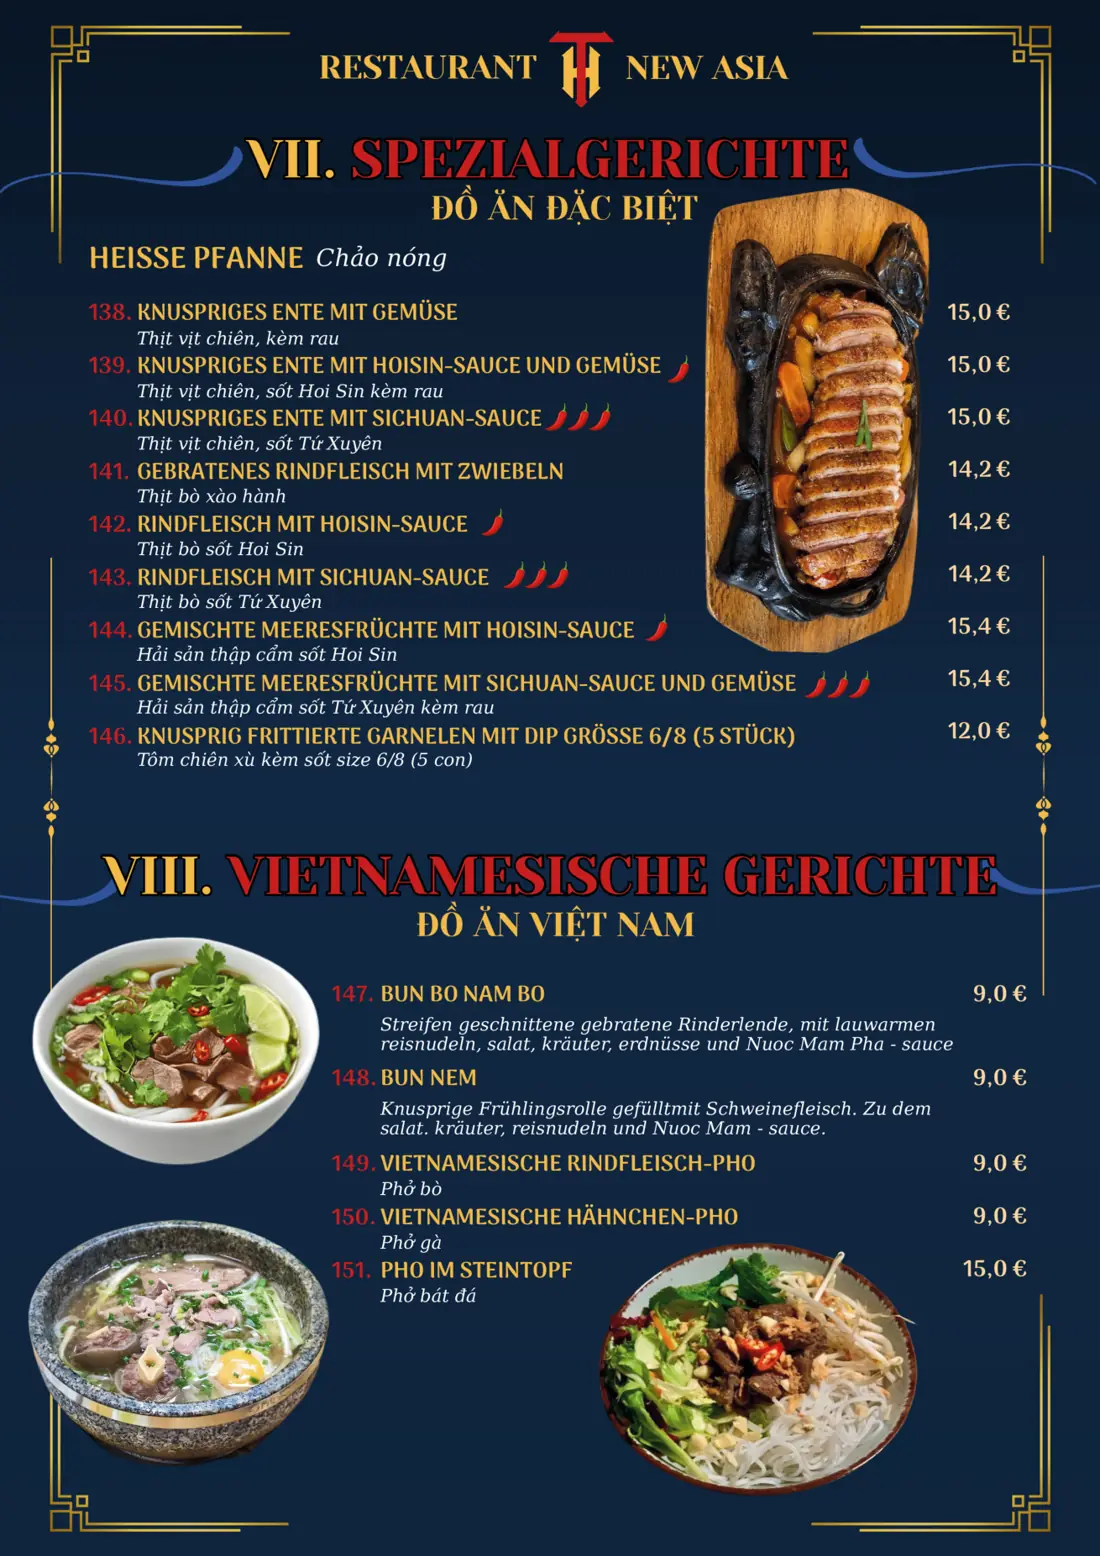 RESTAURANT TH NEW ASIA
VII. SPEZIALGERICHTE
ĐỒ ĂN ĐẶC BIỆT
HEISSE PFANNE Chảo nóng
138. KNUSPRIGES ENTE MIT GEMÜSE 15,0 €
Thịt vịt chiên, kèm rau
139. KNUSPRIGES ENTE MIT HOISIN-SAUCE UND GEMÜSE 15,0 €
Thịt vịt chiên, sốt Hoi Sin kèm rau
140. KNUSPRIGES ENTE MIT SICHUAN-SAUCE 15,0 €
Thịt vịt chiên, sốt Tứ Xuyên
141. GEBRATENES RINDFLEISCH MIT ZWIEBELN 14,2 €
Thịt bò xào hành
142. RINDFLEISCH MIT HOISIN-SAUCE 14,2 €
Thịt bò sốt Hoi Sin
143. RINDFLEISCH MIT SICHUAN-SAUCE 14,2 €
Thịt bò sốt Tứ Xuyên
144. GEMISCHTE MEERESFRÜCHTE MIT HOISIN-SAUCE 15,4 €
Hải sản thập cẩm sốt Hoi Sin
145. GEMISCHTE MEERESFRÜCHTE MIT SICHUAN-SAUCE UND GEMÜSE 15,4 €
Hải sản thập cẩm sốt Tứ Xuyên kèm rau
146. KNUSPRIG FRITTIERTE GARNELEN MIT DIP GRÖSSE 6/8 (5 STÜCK) 12,0 €
Tôm chiên xù kèm sốt size 6/8 (5 con)
VIII. VIETNAMESISCHE GERICHTE
ĐỒ ĂN VIỆT NAM
147. BUN BO NAM BO 9,0 €
Streifen geschnittene gebratene Rinderlende, mit lauwarmen
reisnudeln, salat, kräuter, erdnüsse und Nuoc Mam Pha - sauce
148. BUN NEM 9,0 €
Knusprige Frühlingsrolle gefülltmit Schweinefleisch. Zu dem
salat. kräuter, reisnudeln und Nuoc Mam - sauce.
149. VIETNAMESISCHE RINDFLEISCH-PHO 9,0 €
Phở bò
150. VIETNAMESISCHE HÄHNCHEN-PHO 9,0 €
Phở gà
151. PHO IM STEINTOPF 15,0 €
Phở bát đá